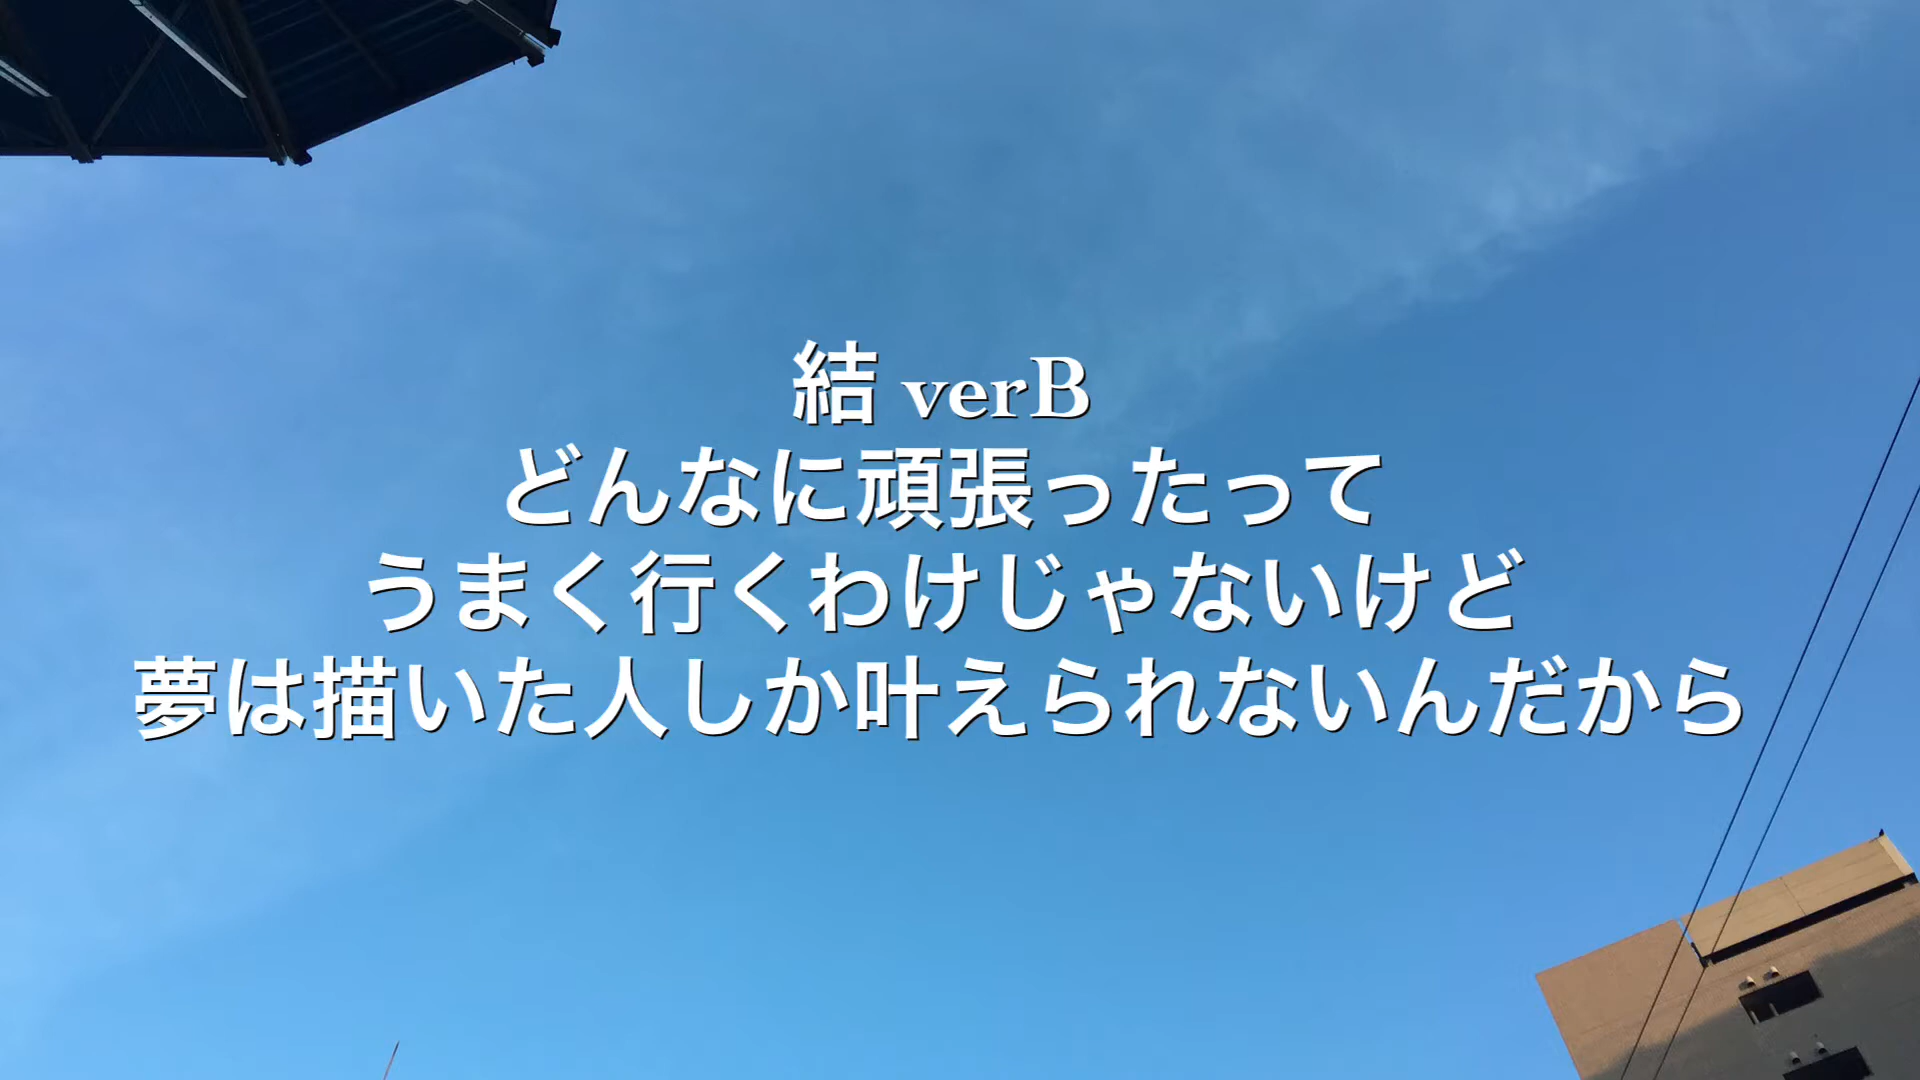 結 verB
どんなに頑張ったって
うまく行くわけじゃないけど
夢は描いた人しか叶えられないんだから